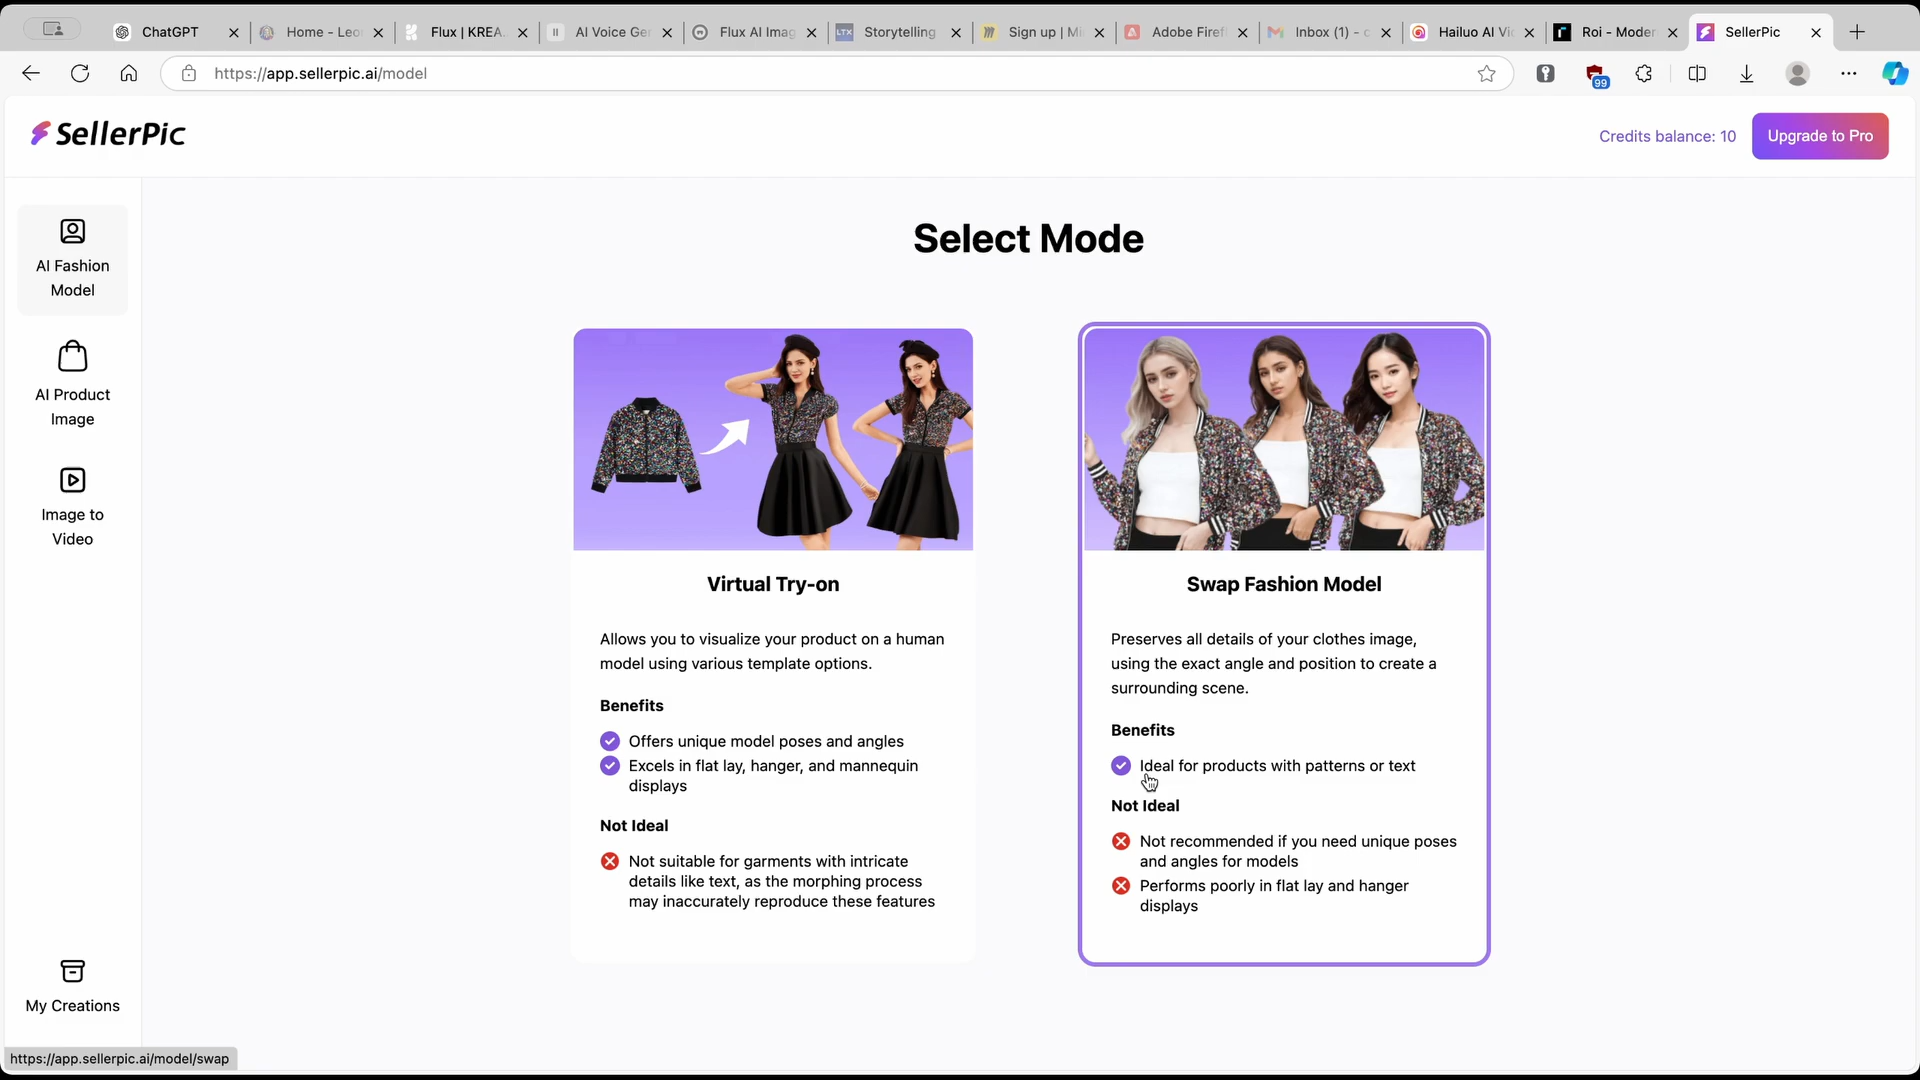 ChatGPT
Home - Leo
Flux | KREA.
AI Voice Ge
Flux AI Imag
LTX
Storytelling
Sign up | Mi
Adobe Firefl
Inbox (1) - c
Hailuo AI Vi
Roi - Moder
SellerPic
https://app.sellerpic.ai/model
99
SellerPic
Credits balance: 10
Upgrade to Pro
AI Fashion
Model
AI Product
Image
Image to
Video
My Creations
Select Mode
Virtual Try-on
Allows you to visualize your product on a human
model using various template options.
Benefits
Offers unique model poses and angles
Excels in flat lay, hanger, and mannequin
displays
Not Ideal
Not suitable for garments with intricate
details like text, as the morphing process
may inaccurately reproduce these features
Swap Fashion Model
Preserves all details of your clothes image,
using the exact angle and position to create a
surrounding scene.
Benefits
Ideal for products with patterns or text
Not Ideal
Not recommended if you need unique poses
and angles for models
Performs poorly in flat lay and hanger
displays
https://app.sellerpic.ai/model/swap